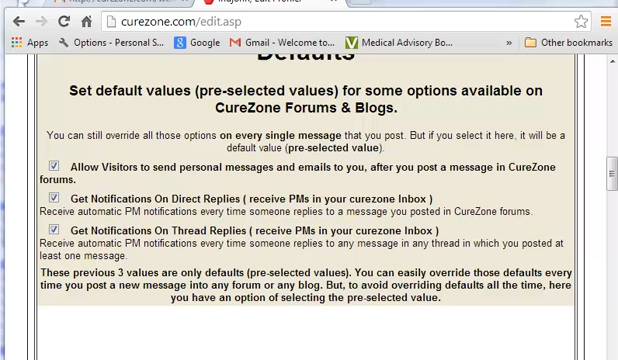 curezone.com/edit.asp
Apps Options - Personal S... Google Gmail - Welcome to... Medical Advisory Bo... » Other bookmarks
Defaults
Set default values (pre-selected values) for some options available on
CureZone Forums & Blogs.
You can still override all those options on every single message that you post. But if you select it here, it will be a
default value (pre-selected value).
Allow Visitors to send personal messages and emails to you, after you post a message in CureZone
forums.
Get Notifications On Direct Replies ( receive PMs in your curezone Inbox )
Receive automatic PM notifications every time someone replies to a message you posted in CureZone forums.
Get Notifications On Thread Replies ( receive PMs in your curezone Inbox )
Receive automatic PM notifications every time someone replies to any message in any thread in which you posted at
least one message.
These previous 3 values are only defaults (pre-selected values). You can easily override those defaults every
time you post a new message into any forum or any blog. But, to avoid overriding defaults all the time, here
you have an option of selecting the pre-selected value.